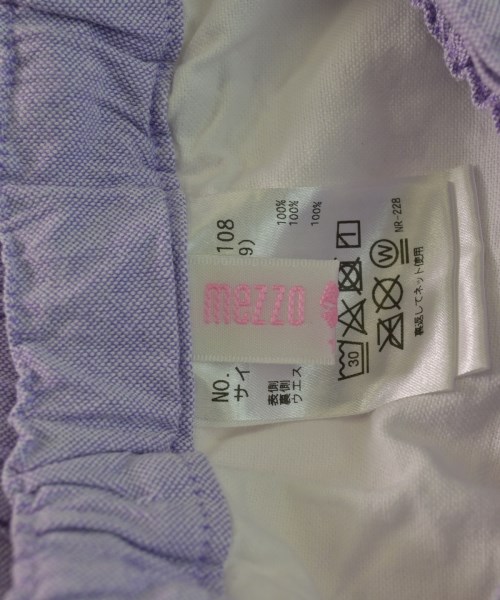 NO. 108
サイ 9)
表側 100%
裏側 100%
ウエス 100%
mezzo
30
裏返してネット使用
W
NR-228